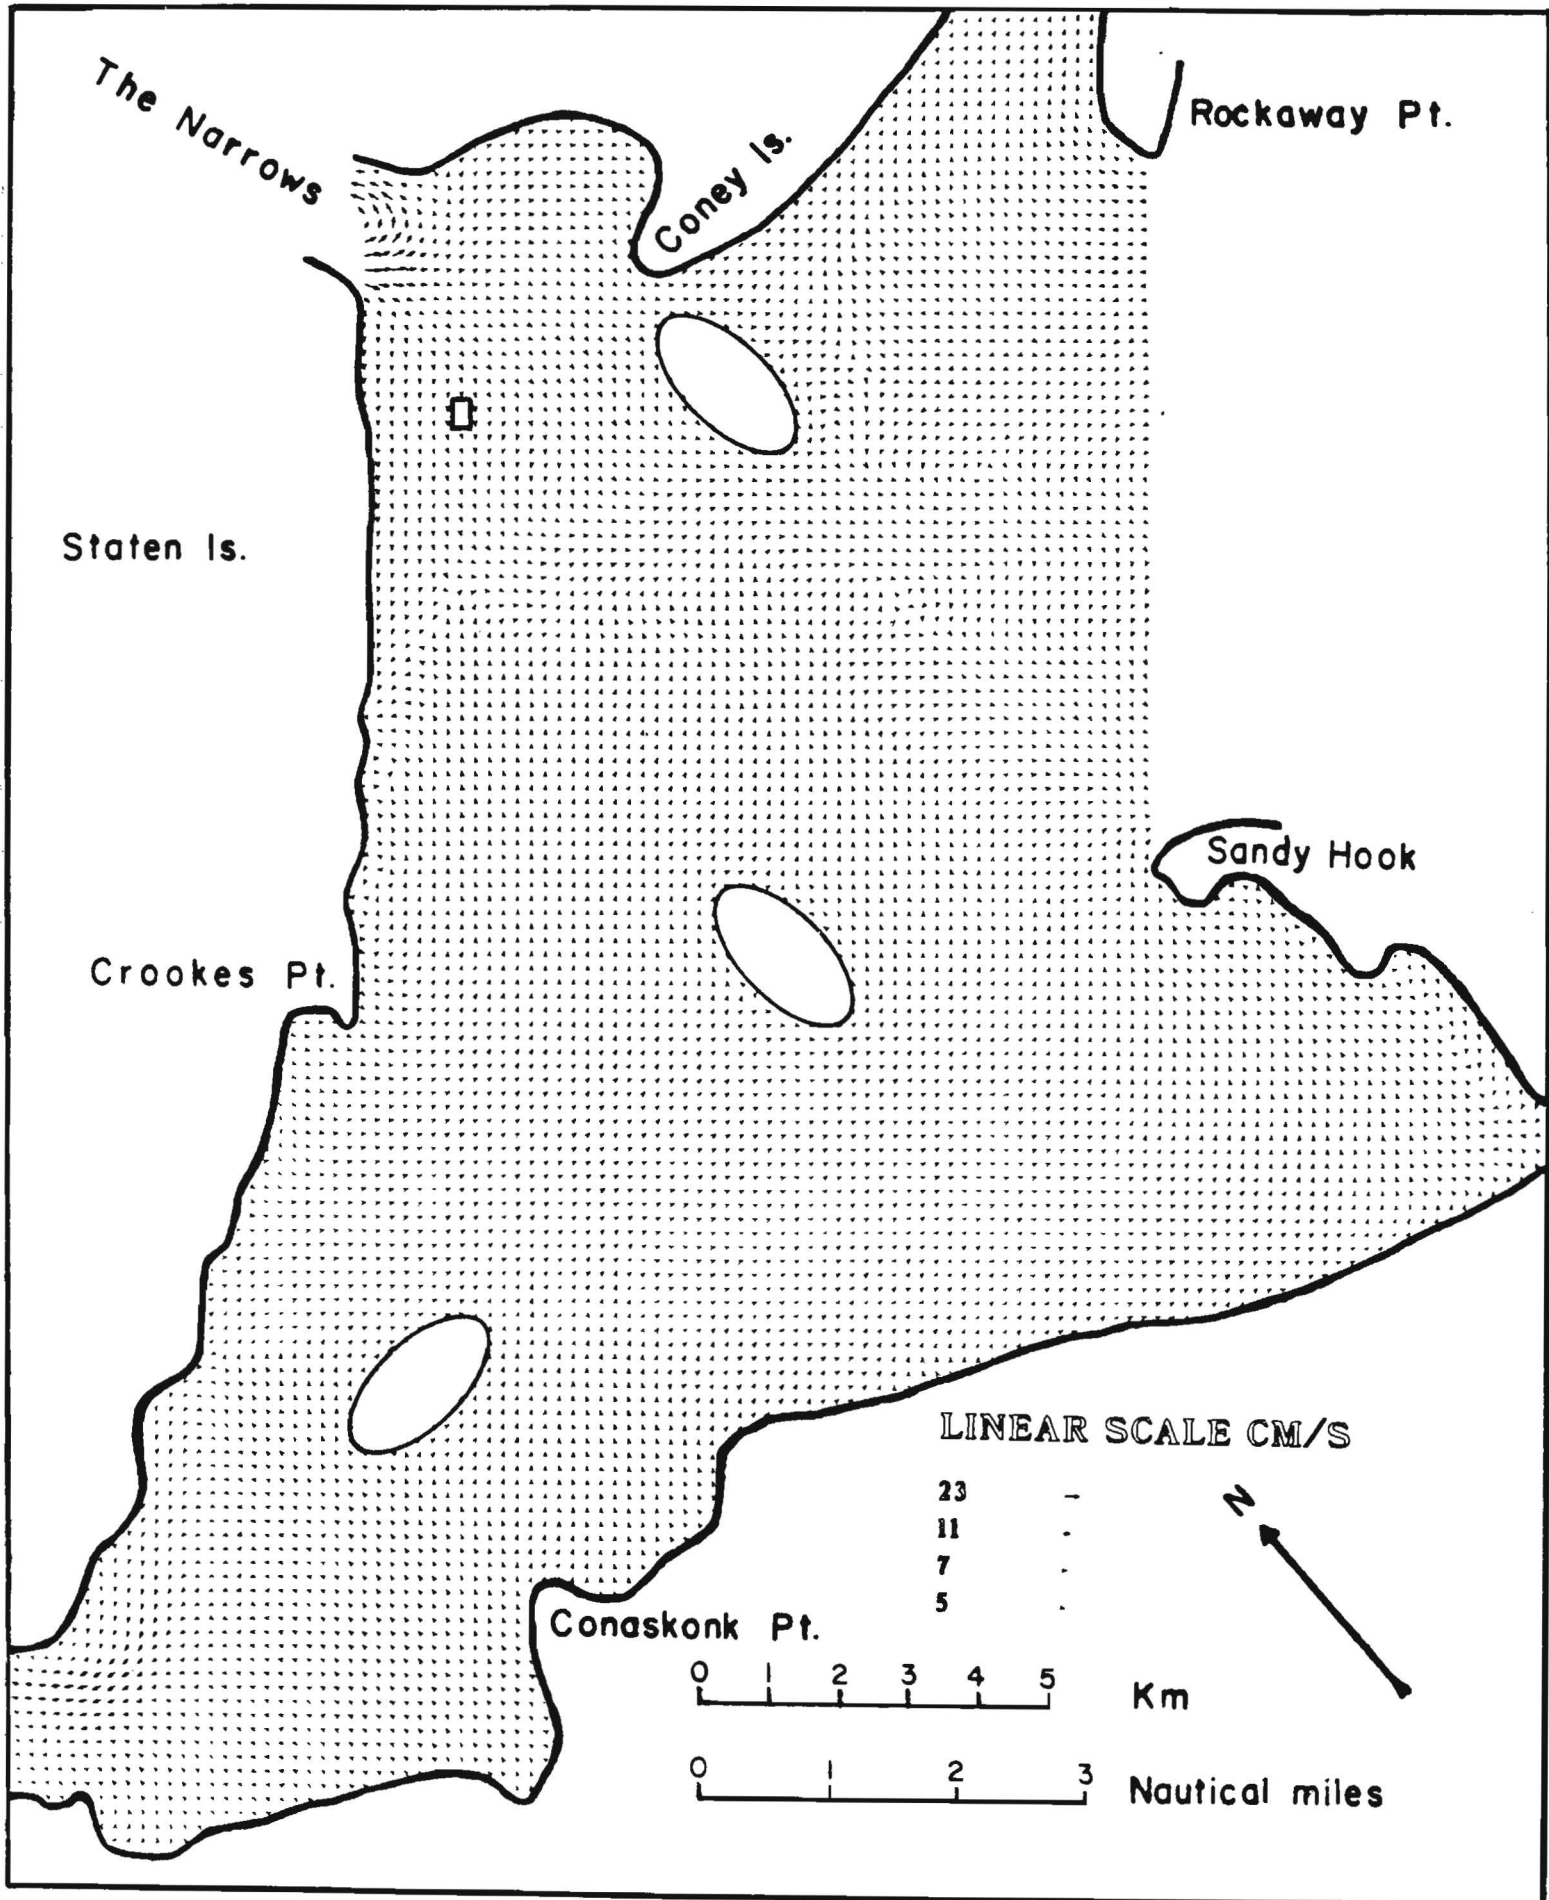 The Narrows
Rockaway Pt.
Coney Is.
Staten Is.
Sandy Hook
Crookes Pt.
LINEAR SCALE CM/S
23
11
7
5
N
Conaskonk Pt.
0 1 2 3 4 5
Km
0 1 2 3
Nautical miles